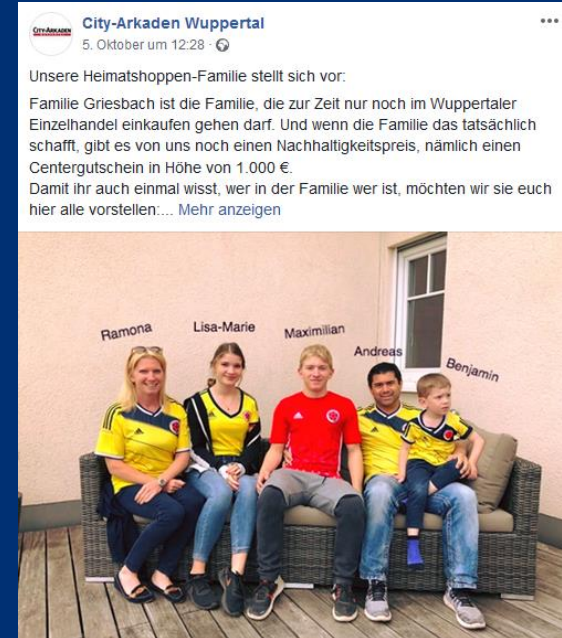 CITY-ARKADEN
City-Arkaden Wuppertal
5. Oktober um 12:28 ·
Unsere Heimatshoppen-Familie stellt sich vor:
Familie Griesbach ist die Familie, die zur Zeit nur noch im Wuppertaler
Einzelhandel einkaufen gehen darf. Und wenn die Familie das tatsächlich
schafft, gibt es von uns noch einen Nachhaltigkeitspreis, nämlich einen
Centergutschein in Höhe von 1.000 €.
Damit ihr auch einmal wisst, wer in der Familie wer ist, möchten wir sie euch
hier alle vorstellen:... Mehr anzeigen
Ramona
Lisa-Marie
Maximilian
Andreas
Benjamin